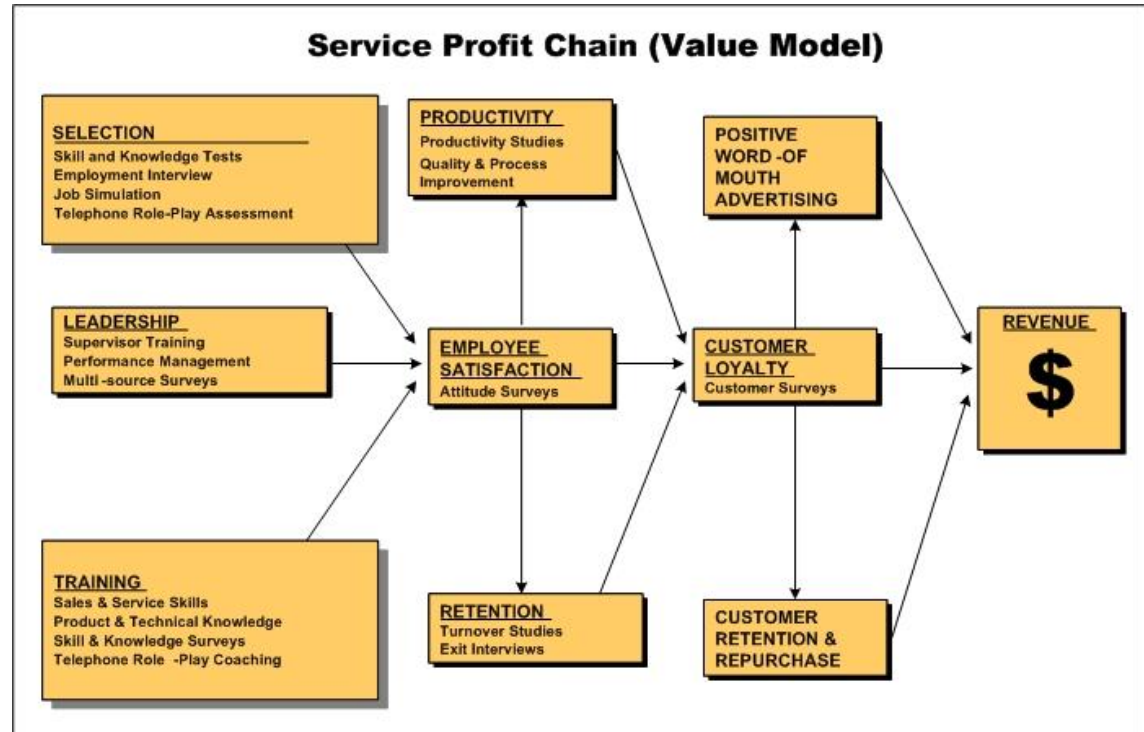 Service Profit Chain (Value Model)
SELECTION
Skill and Knowledge Tests
Employment Interview
Job Simulation
Telephone Role-Play Assessment
LEADERSHIP
Supervisor Training
Performance Management
Multi -source Surveys
TRAINING
Sales & Service Skills
Product & Technical Knowledge
Skill & Knowledge Surveys
Telephone Role -Play Coaching
PRODUCTIVITY
Productivity Studies
Quality & Process
Improvement
EMPLOYEE
SATISFACTION
Attitude Surveys
RETENTION
Turnover Studies
Exit Interviews
POSITIVE
WORD -OF
MOUTH
ADVERTISING
CUSTOMER
LOYALTY
Customer Surveys
CUSTOMER
RETENTION &
REPURCHASE
REVENUE
$